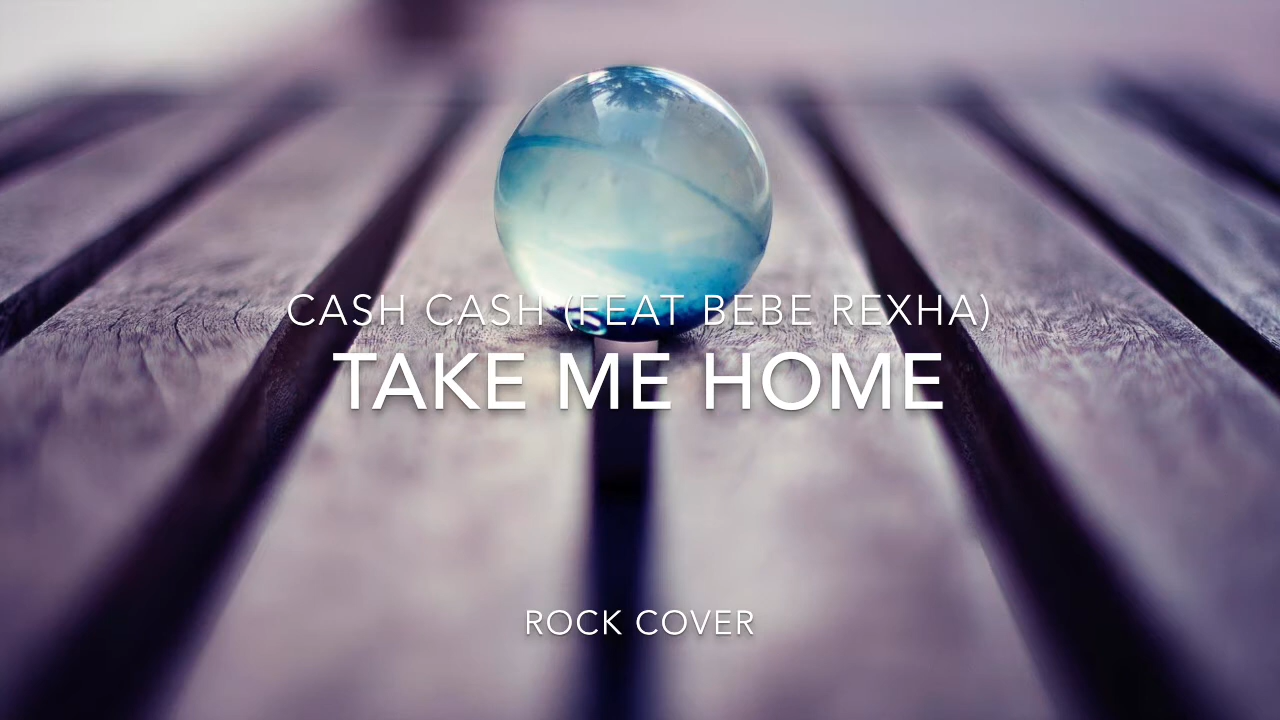 CASH CASH (FEAT BEBE REXHA)
TAKE ME HOME
ROCK COVER